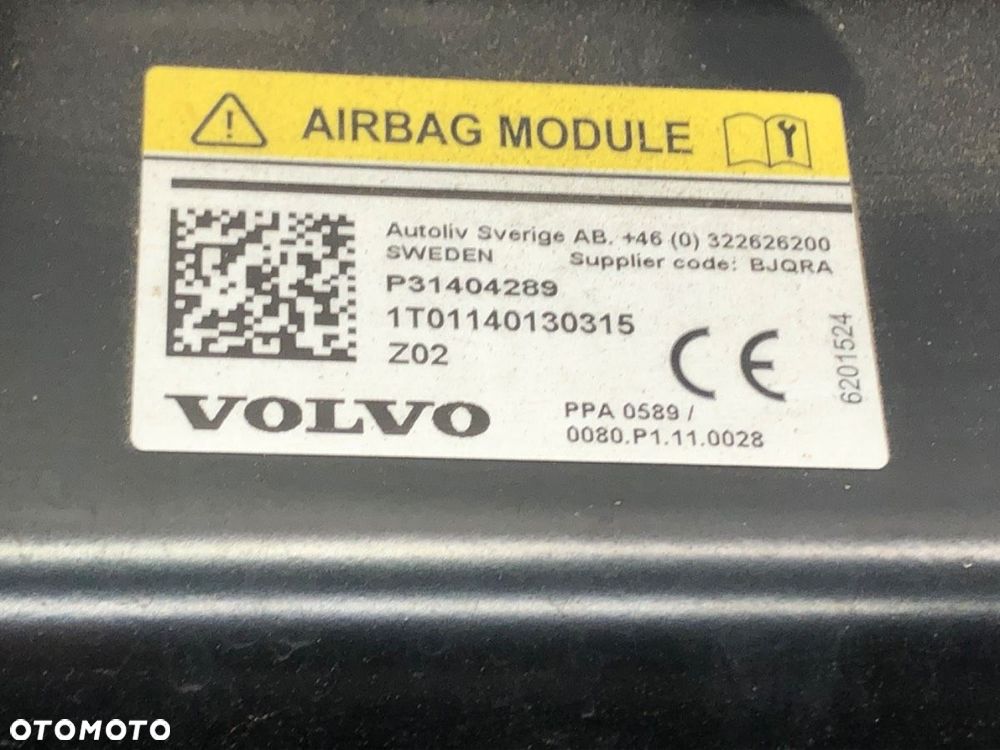 AIRBAG MODULE
Autoliv Sverige AB, +46 (0) 322626200
SWEDEN Supplier code: BJQRA
P31404289
1T01140130315
Z02
CE
6201524
VOLVO
PPA 0589 /
0080.P1.11.0028
OTOMOTO